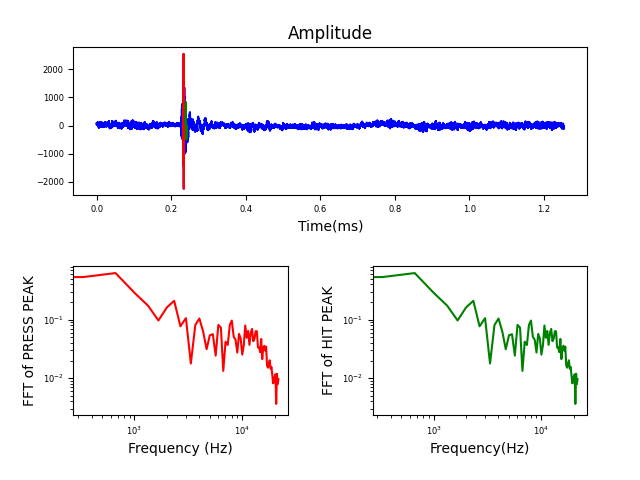 Amplitude
2000
1000
0
−1000
−2000
0.0 0.2 0.4 0.6 0.8 1.0 1.2
Time(ms)
FFT of PRESS PEAK
10⁻¹
10⁻²
10³ 10⁴
Frequency (Hz)
FFT of HIT PEAK
10⁻¹
10⁻²
10³ 10⁴
Frequency(Hz)